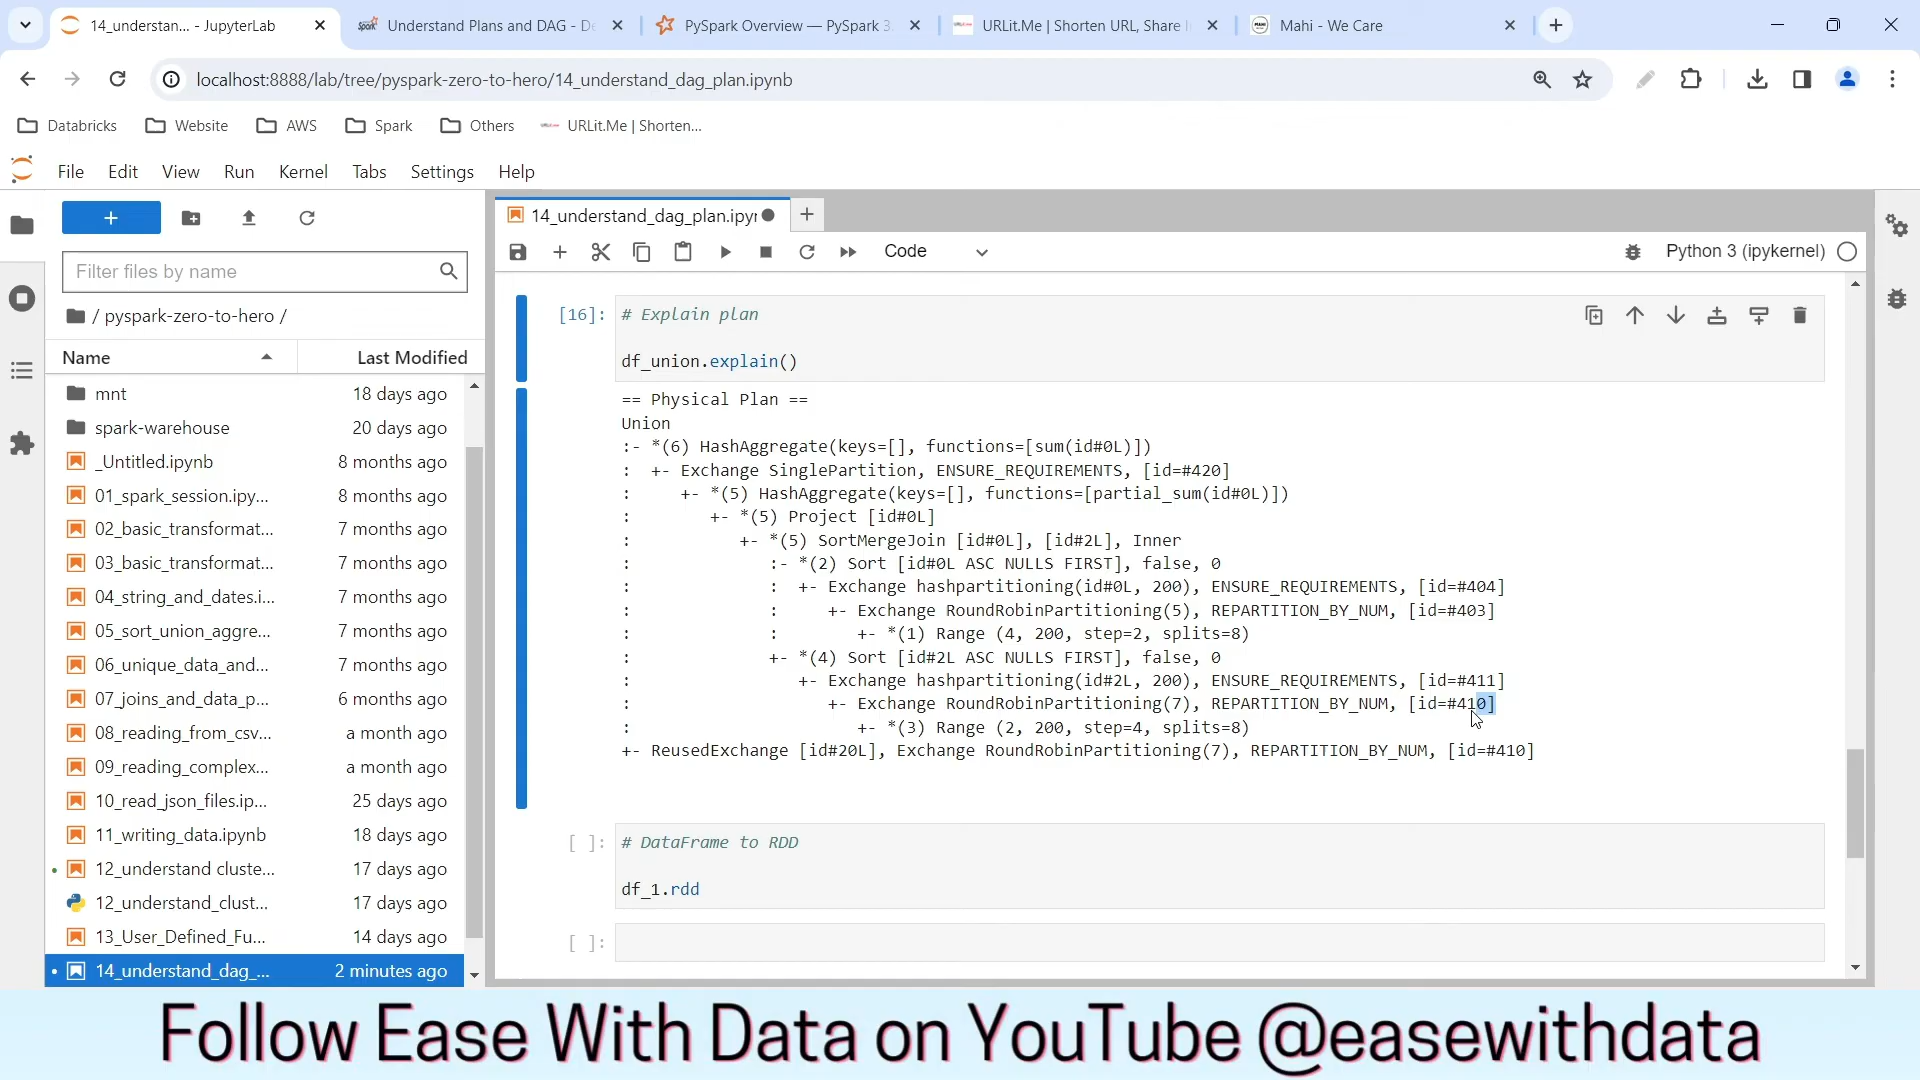 14_understan... - JupyterLab
Understand Plans and DAG - De
PySpark Overview — PySpark 3.
URLit.Me | Shorten URL, Share l
Mahi - We Care
localhost:8888/lab/tree/pyspark-zero-to-hero/14_understand_dag_plan.ipynb
Databricks
Website
AWS
Spark
Others
URLit.Me | Shorten...
File Edit View Run Kernel Tabs Settings Help
14_understand_dag_plan.ipyr
Code
Python 3 (ipykernel)
Filter files by name
/ pyspark-zero-to-hero /
Name Last Modified
mnt 18 days ago
spark-warehouse 20 days ago
_Untitled.ipynb 8 months ago
01_spark_session.ipy... 8 months ago
02_basic_transformat... 7 months ago
03_basic_transformat... 7 months ago
04_string_and_dates.i... 7 months ago
05_sort_union_aggre... 7 months ago
06_unique_data_and... 7 months ago
07_joins_and_data_p... 6 months ago
08_reading_from_csv... a month ago
09_reading_complex... a month ago
10_read_json_files.ip... 25 days ago
11_writing_data.ipynb 18 days ago
12_understand cluste... 17 days ago
12_understand_clust... 17 days ago
13_User_Defined_Fu... 14 days ago
14_understand_dag_... 2 minutes ago
[16]: # Explain plan
df_union.explain()
== Physical Plan ==
Union
:- *(6) HashAggregate(keys=[], functions=[sum(id#0L)])
:  +- Exchange SinglePartition, ENSURE_REQUIREMENTS, [id=#420]
:     +- *(5) HashAggregate(keys=[], functions=[partial_sum(id#0L)])
:        +- *(5) Project [id#0L]
:           +- *(5) SortMergeJoin [id#0L], [id#2L], Inner
:              :- *(2) Sort [id#0L ASC NULLS FIRST], false, 0
:              :  +- Exchange hashpartitioning(id#0L, 200), ENSURE_REQUIREMENTS, [id=#404]
:              :     +- Exchange RoundRobinPartitioning(5), REPARTITION_BY_NUM, [id=#403]
:              :        +- *(1) Range (4, 200, step=2, splits=8)
:              +- *(4) Sort [id#2L ASC NULLS FIRST], false, 0
:                 +- Exchange hashpartitioning(id#2L, 200), ENSURE_REQUIREMENTS, [id=#411]
:                    +- Exchange RoundRobinPartitioning(7), REPARTITION_BY_NUM, [id=#410]
:                       +- *(3) Range (2, 200, step=4, splits=8)
+- ReusedExchange [id#20L], Exchange RoundRobinPartitioning(7), REPARTITION_BY_NUM, [id=#410]
[ ]: # DataFrame to RDD
df_1.rdd
[ ]:
Follow Ease With Data on YouTube @easewithdata